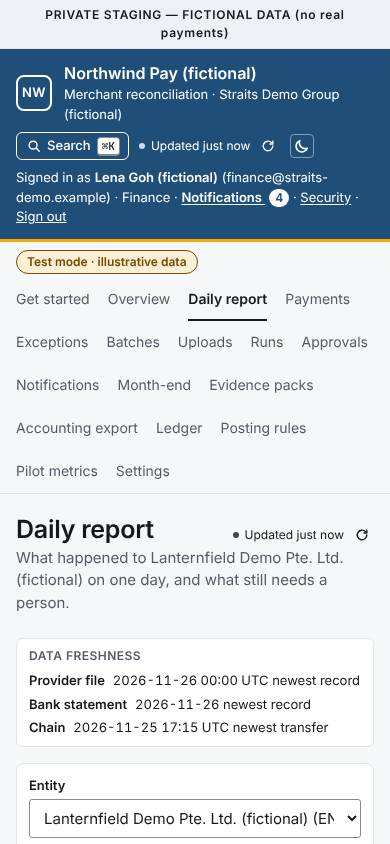 PRIVATE STAGING — FICTIONAL DATA (no real
payments)
NW
Northwind Pay (fictional)
Merchant reconciliation · Straits Demo Group
(fictional)
Search ⌘K
Updated just now
Signed in as Lena Goh (fictional) (finance@straits-
demo.example) · Finance · Notifications 4 · Security ·
Sign out
Test mode · illustrative data
Get started Overview Daily report Payments
Exceptions Batches Uploads Runs Approvals
Notifications Month-end Evidence packs
Accounting export Ledger Posting rules
Pilot metrics Settings
Daily report
Updated just now
What happened to Lanternfield Demo Pte. Ltd.
(fictional) on one day, and what still needs a
person.
DATA FRESHNESS
Provider file 2026-11-26 00:00 UTC newest record
Bank statement 2026-11-26 newest record
Chain 2026-11-25 17:15 UTC newest transfer
Entity
Lanternfield Demo Pte. Ltd. (fictional) (EN